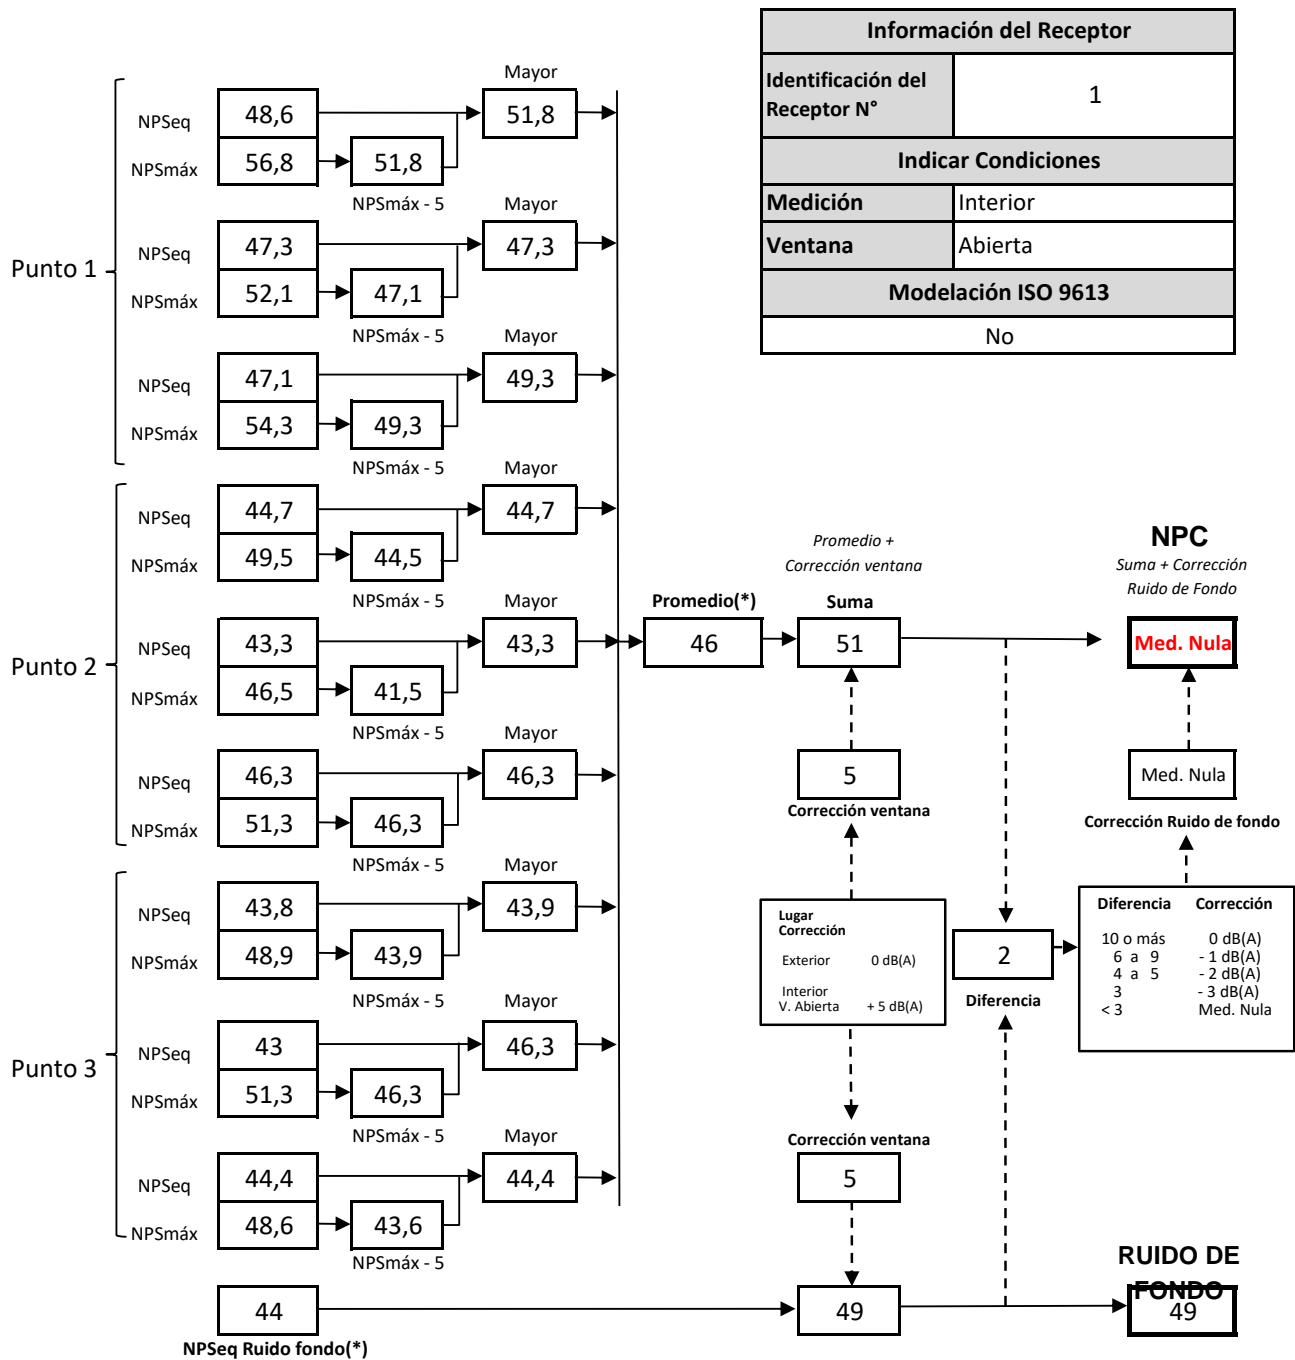 Información del Receptor
Identificación del
Receptor N°
1
Indicar Condiciones
Medición
Interior
Ventana
Abierta
Modelación ISO 9613
No
Punto 1
Mayor
NPSeq
48,6
51,8
NPSmáx
56,8
51,8
NPSmáx - 5
Mayor
NPSeq
47,3
47,3
NPSmáx
52,1
47,1
NPSmáx - 5
Mayor
NPSeq
47,1
49,3
NPSmáx
54,3
49,3
NPSmáx - 5
Punto 2
Mayor
NPSeq
44,7
44,7
NPSmáx
49,5
44,5
NPSmáx - 5
Mayor
NPSeq
43,3
43,3
NPSmáx
46,5
41,5
NPSmáx - 5
Mayor
NPSeq
46,3
46,3
NPSmáx
51,3
46,3
NPSmáx - 5
Punto 3
Mayor
NPSeq
43,8
43,9
NPSmáx
48,9
43,9
NPSmáx - 5
Mayor
NPSeq
43
46,3
NPSmáx
51,3
46,3
NPSmáx - 5
Mayor
NPSeq
44,4
44,4
NPSmáx
48,6
43,6
NPSmáx - 5
Promedio(*)
46
Promedio +
Corrección ventana
Suma
51
5
Corrección ventana
Lugar
Corrección
Exterior 0 dB(A)
Interior
V. Abierta + 5 dB(A)
Corrección ventana
5
2
Diferencia
NPC
Suma + Corrección
Ruido de Fondo
Med. Nula
Med. Nula
Corrección Ruido de fondo
Diferencia Corrección
10 o más 0 dB(A)
6 a 9 - 1 dB(A)
4 a 5 - 2 dB(A)
3 - 3 dB(A)
< 3 Med. Nula
44
NPSeq Ruido fondo(*)
49
RUIDO DE
FONDO
49